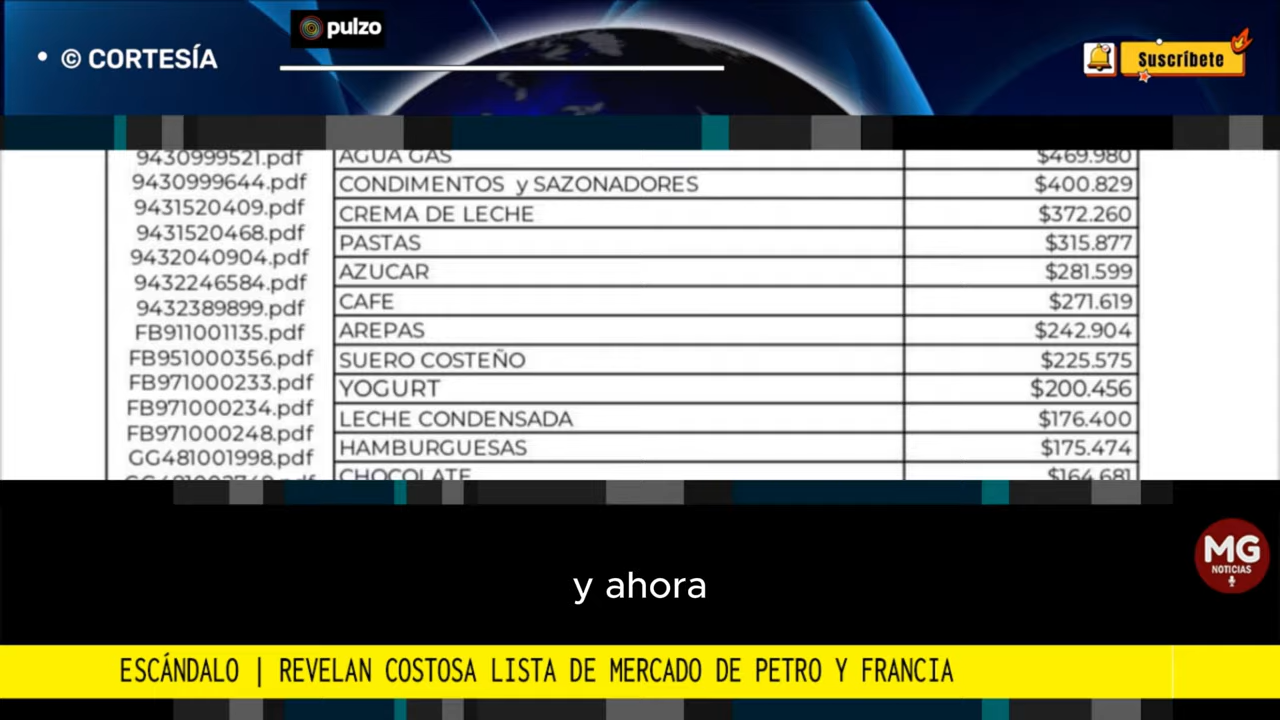 pulzo
• © CORTESÍA
Suscríbete
9430999521.pdf
9430999644.pdf
9431520409.pdf
9431520468.pdf
9432040904.pdf
9432246584.pdf
9432389899.pdf
FB911001135.pdf
FB951000356.pdf
FB971000233.pdf
FB971000234.pdf
FB971000248.pdf
GG481001998.pdf
AGUA GAS $469.980
CONDIMENTOS y SAZONADORES $400.829
CREMA DE LECHE $372.260
PASTAS $315.877
AZUCAR $281.599
CAFE $271.619
AREPAS $242.904
SUERO COSTEÑO $225.575
YOGURT $200.456
LECHE CONDENSADA $176.400
HAMBURGUESAS $175.474
CHOCOLATE $164.681
MG
NOTICIAS
y ahora
ESCÁNDALO | REVELAN COSTOSA LISTA DE MERCADO DE PETRO Y FRANCIA